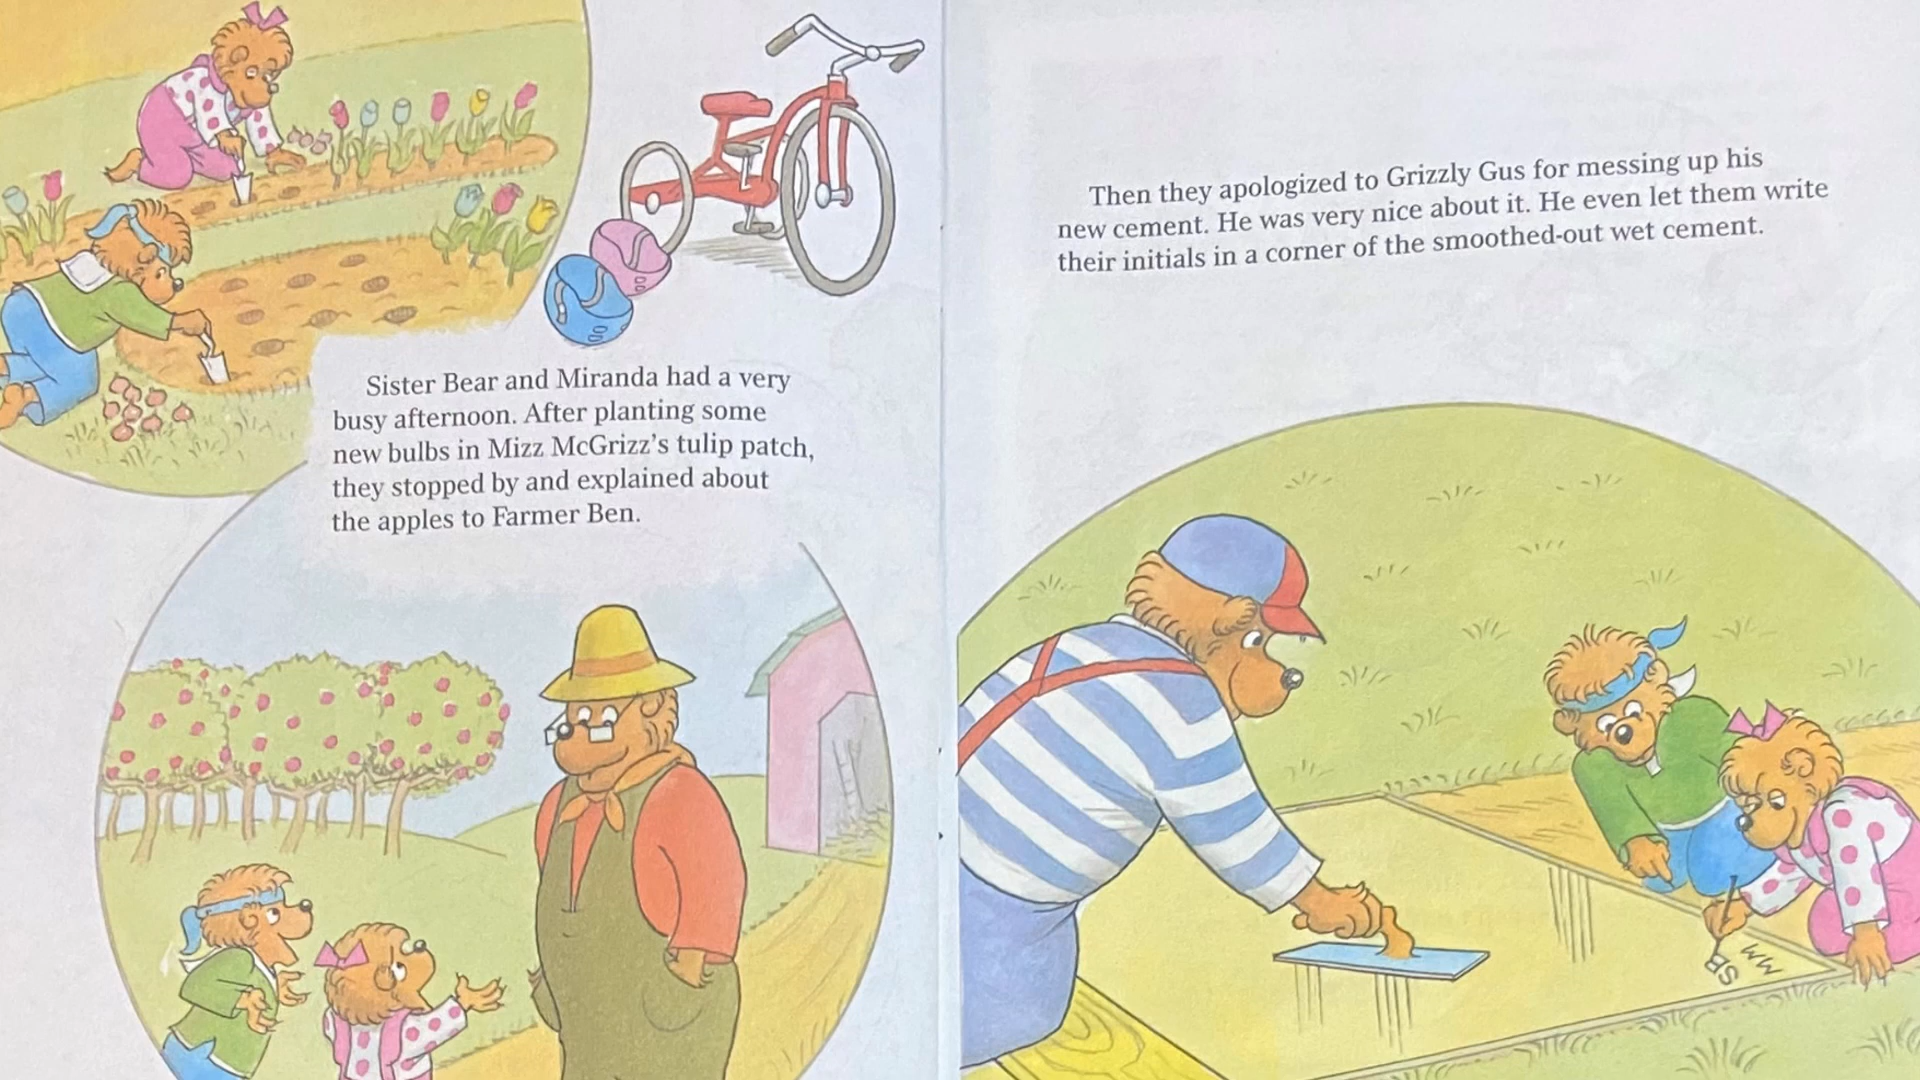 Sister Bear and Miranda had a very
busy afternoon. After planting some
new bulbs in Mizz McGrizz's tulip patch,
they stopped by and explained about
the apples to Farmer Ben.
Then they apologized to Grizzly Gus for messing up his
new cement. He was very nice about it. He even let them write
their initials in a corner of the smoothed-out wet cement.
MM
SB